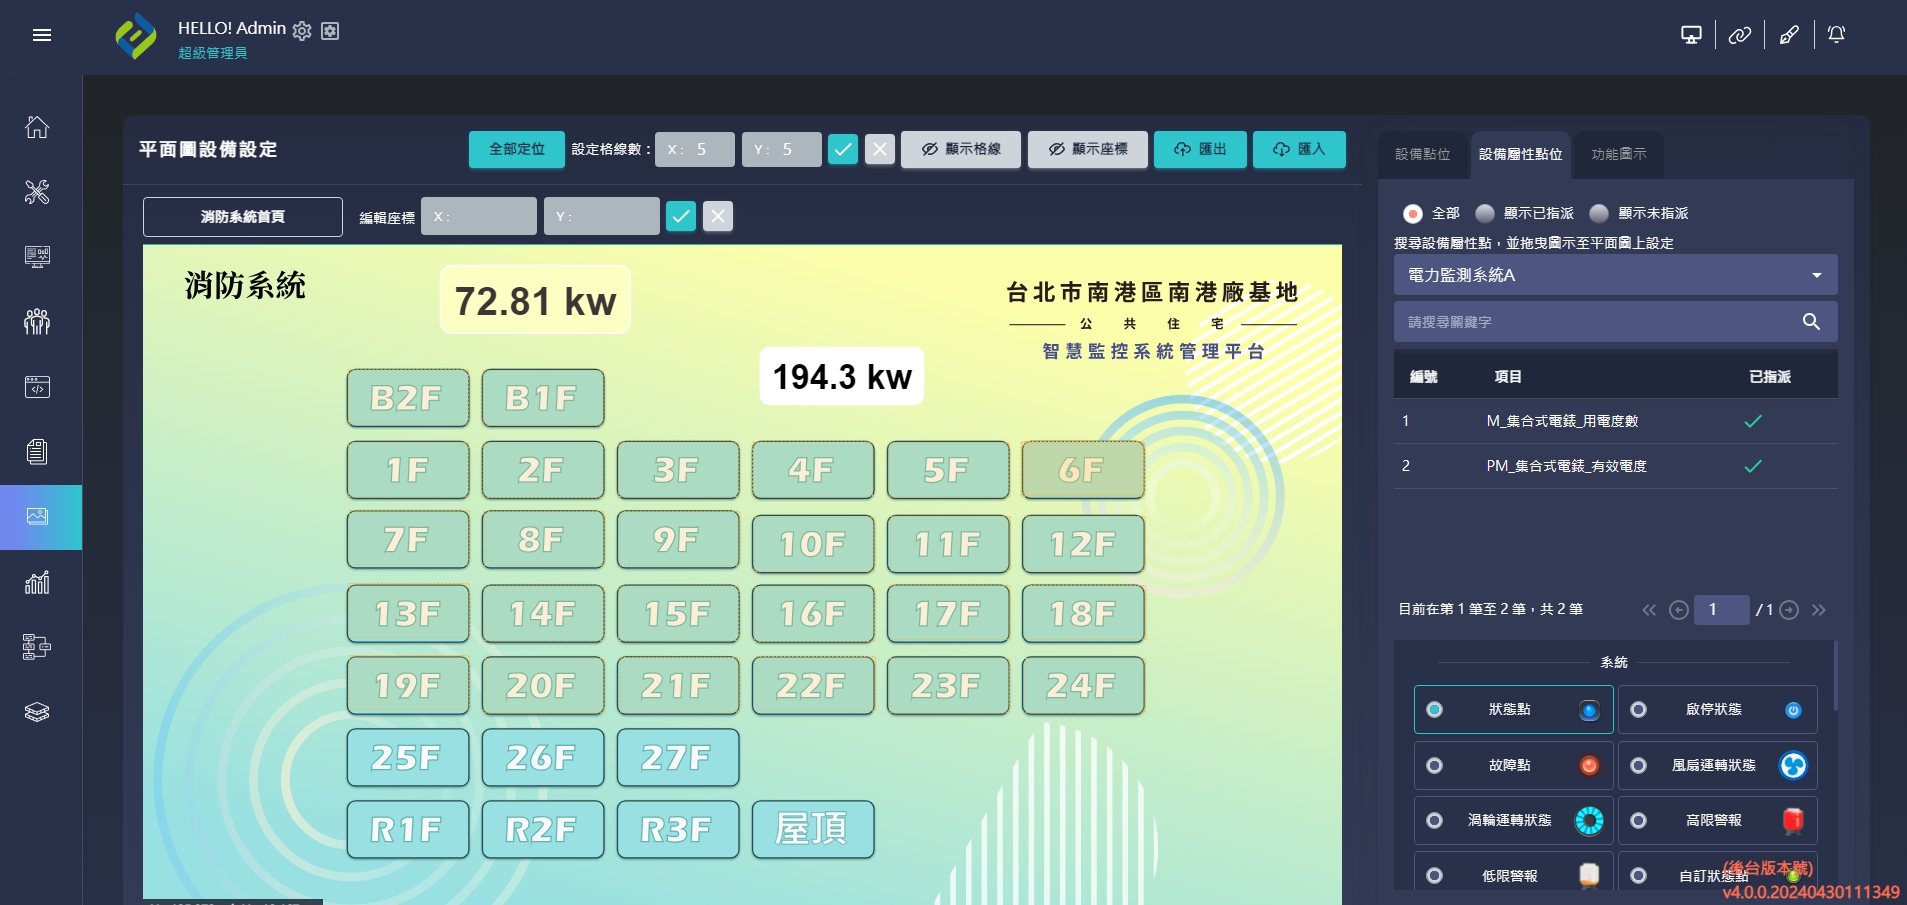 HELLO! Admin
超級管理員
平面圖設備設定
全部定位 設定格線數： X： 5 Y： 5 顯示格線 顯示座標 匯出 匯入
消防系統首頁 編輯座標 X： Y：
消防系統
72.81 kw
194.3 kw
台北市南港區南港廠基地
公共住宅
智慧監控系統管理平台
B2F B1F
1F 2F 3F 4F 5F 6F
7F 8F 9F 10F 11F 12F
13F 14F 15F 16F 17F 18F
19F 20F 21F 22F 23F 24F
25F 26F 27F
R1F R2F R3F 屋頂
設備點位 設備屬性點位 功能圖示
全部 顯示已指派 顯示未指派
搜尋設備屬性點，並拖曳圖示至平面圖上設定
電力監測系統A
請搜尋關鍵字
編號 項目 已指派
1 M_集合式電錶_用電度數
2 PM_集合式電錶_有效電度
目前在第 1 筆至 2 筆，共 2 筆 1 / 1
系統
狀態點 啟停狀態
故障點 風扇運轉狀態
渦輪運轉狀態 高限警報
低限警報 自訂狀態點
(後台版本號)
v4.0.0.20240430111349